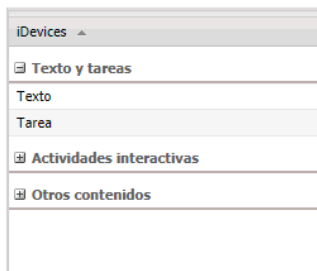 iDevices
Texto y tareas
Texto
Tarea
Actividades interactivas
Otros contenidos